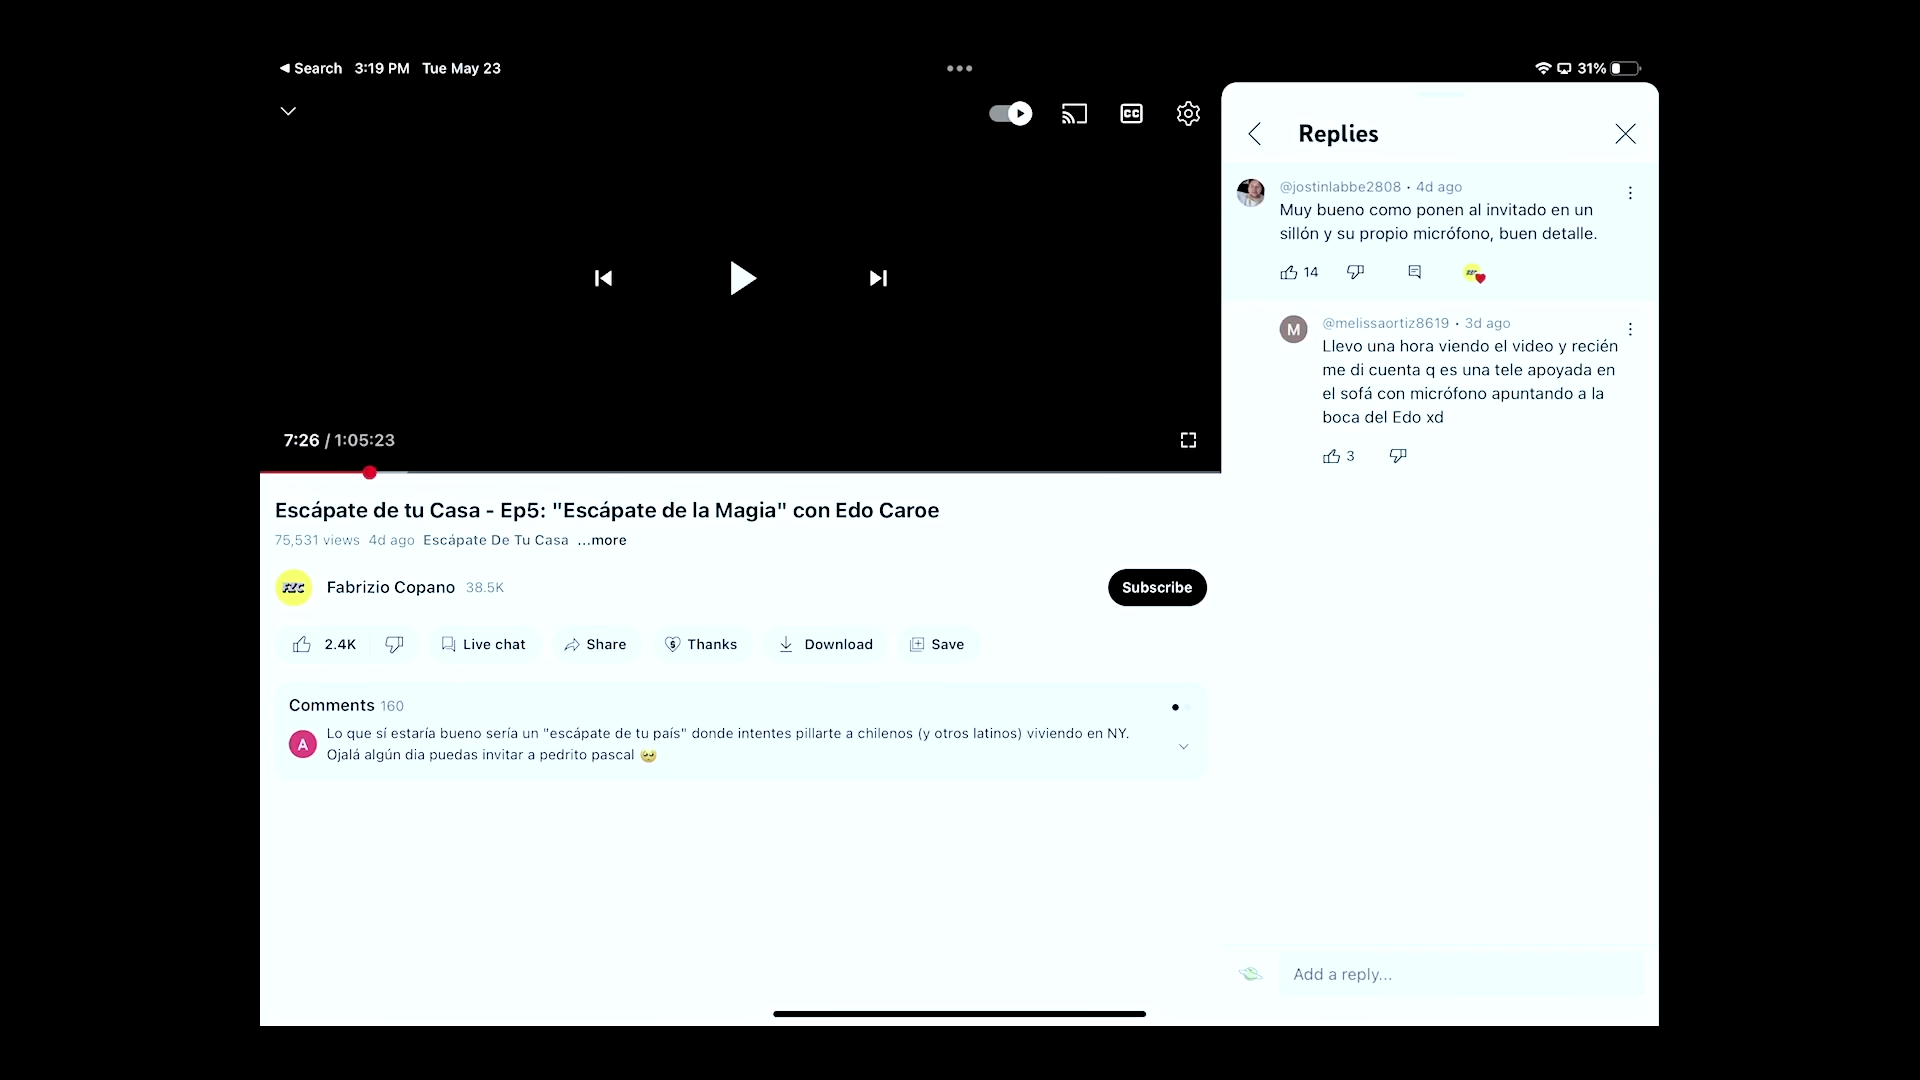 Search 3:19 PM Tue May 23
31%
CC
7:26 / 1:05:23
Escápate de tu Casa - Ep5: "Escápate de la Magia" con Edo Caroe
75,531 views 4d ago Escápate De Tu Casa ...more
FZC
Fabrizio Copano 38.5K
Subscribe
2.4K
Live chat
Share
Thanks
Download
Save
Comments 160
A
Lo que sí estaría bueno sería un "escápate de tu país" donde intentes pillarte a chilenos (y otros latinos) viviendo en NY.
Ojalá algún dia puedas invitar a pedrito pascal 🥺
Replies
@jostinlabbe2808 • 4d ago
Muy bueno como ponen al invitado en un
sillón y su propio micrófono, buen detalle.
14
M
@melissaortiz8619 • 3d ago
Llevo una hora viendo el video y recién
me di cuenta q es una tele apoyada en
el sofá con micrófono apuntando a la
boca del Edo xd
3
Add a reply...